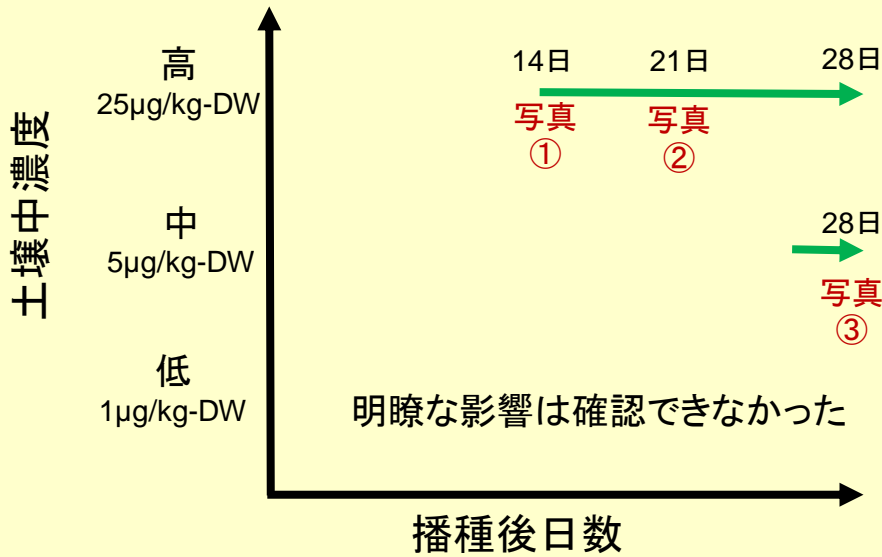 土壌中濃度
高
25µg/kg-DW
14日
21日
28日
写真
①
写真
②
中
5µg/kg-DW
28日
写真
③
低
1µg/kg-DW
明瞭な影響は確認できなかった
播種後日数